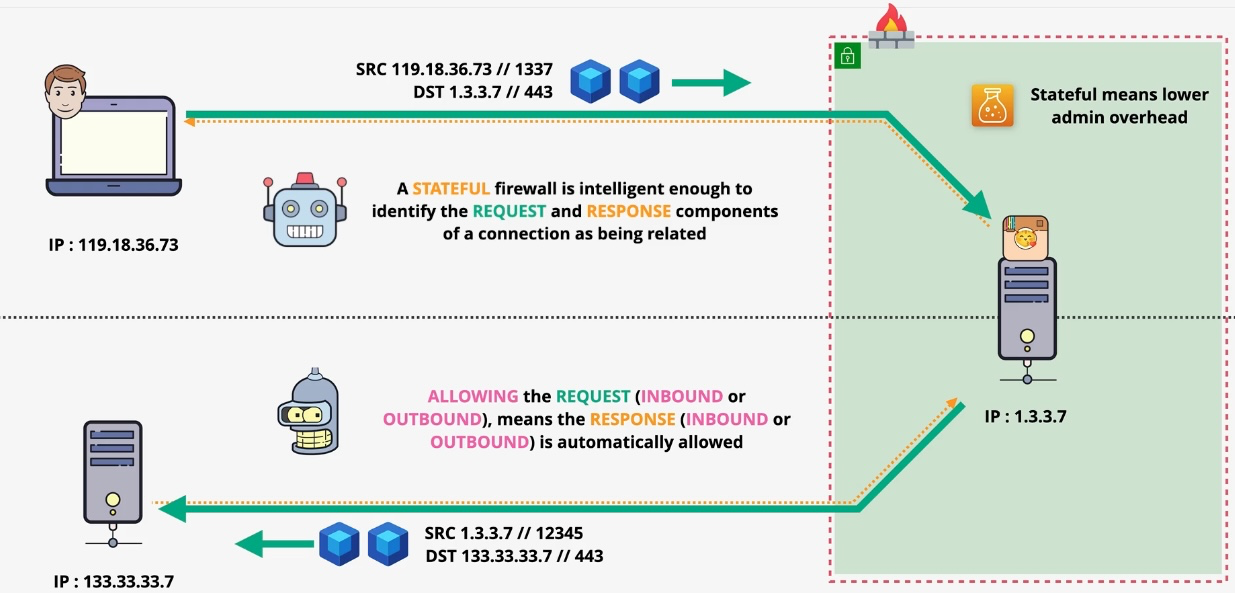 SRC 119.18.36.73 // 1337
DST 1.3.3.7 // 443
Stateful means lower
admin overhead
A STATEFUL firewall is intelligent enough to
identify the REQUEST and RESPONSE components
of a connection as being related
IP : 119.18.36.73
ALLOWING the REQUEST (INBOUND or
OUTBOUND), means the RESPONSE (INBOUND or
OUTBOUND) is automatically allowed
IP : 1.3.3.7
SRC 1.3.3.7 // 12345
DST 133.33.33.7 // 443
IP : 133.33.33.7